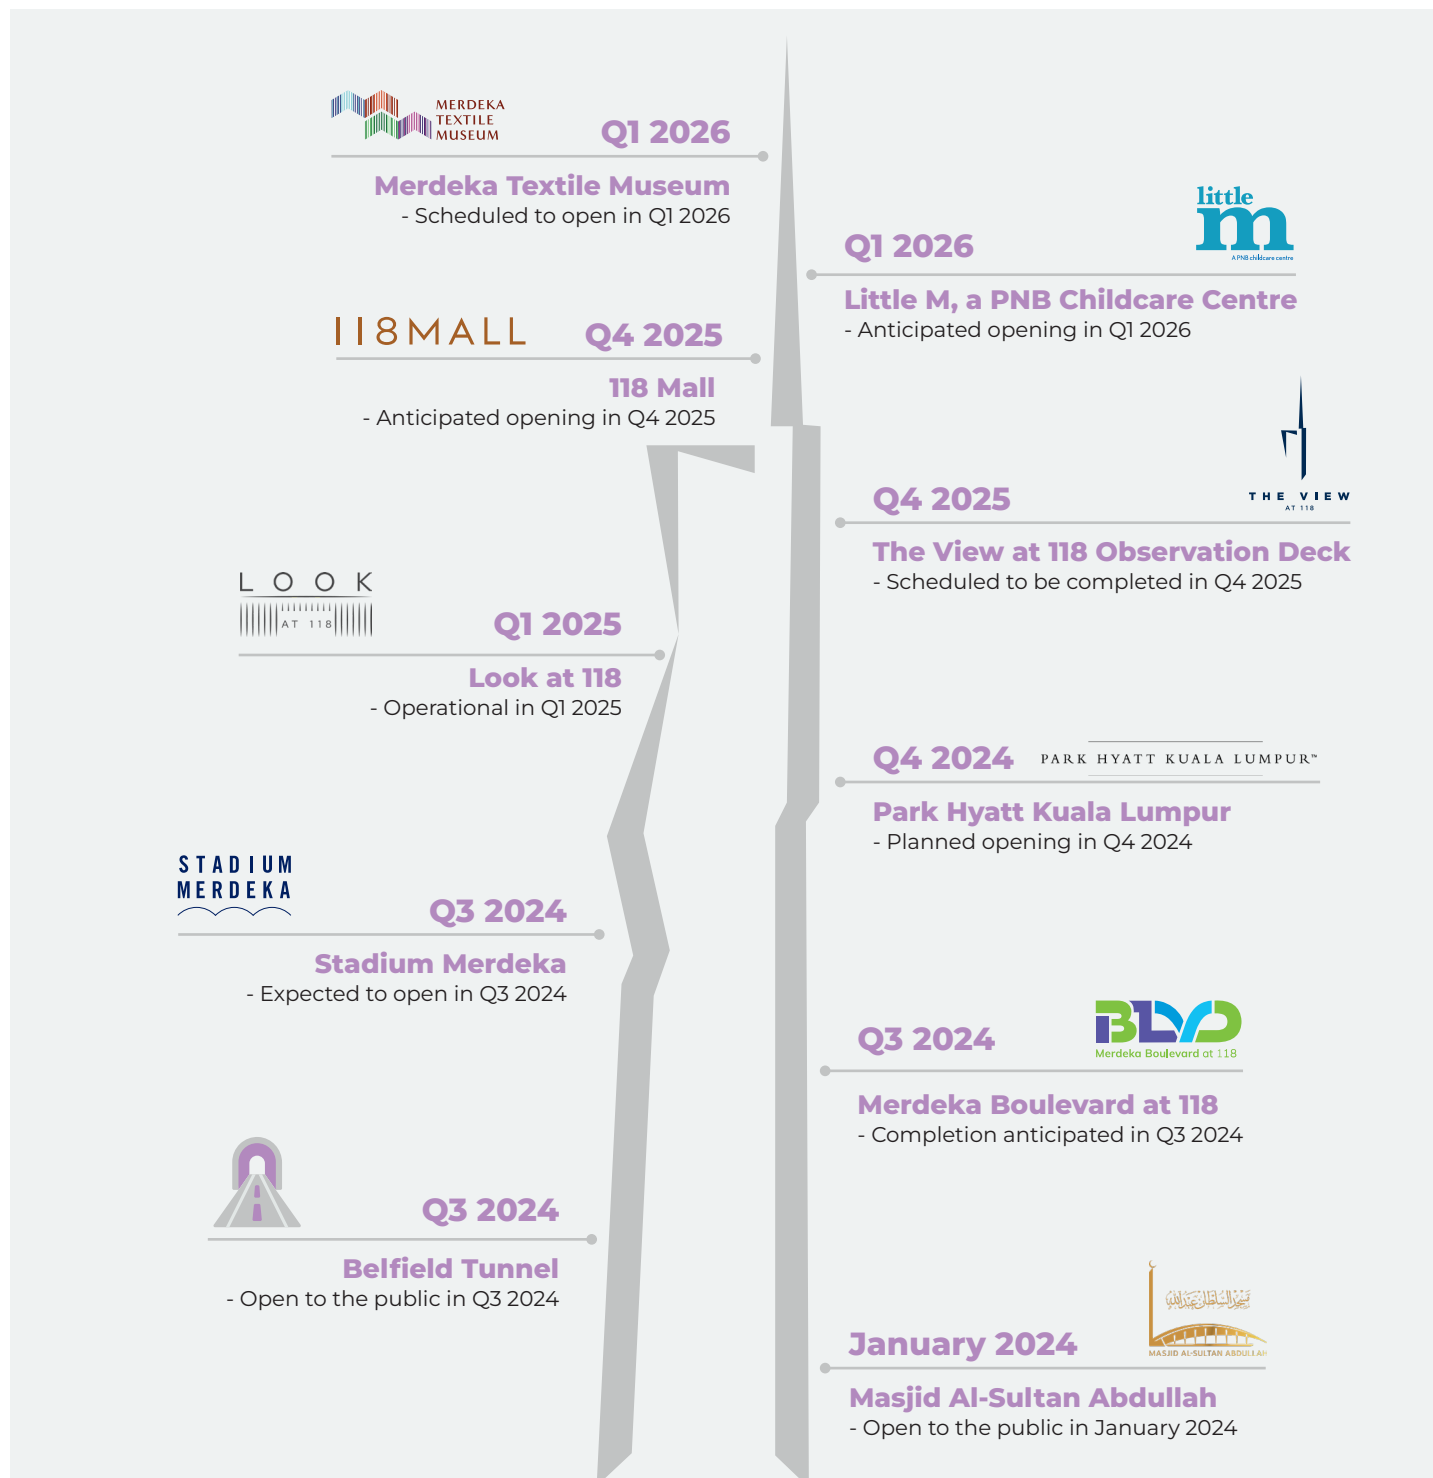 MERDEKA
TEXTILE
MUSEUM
Q1 2026
Merdeka Textile Museum
- Scheduled to open in Q1 2026
little
m
A PNB childcare centre
Q1 2026
Little M, a PNB Childcare Centre
- Anticipated opening in Q1 2026
118MALL
Q4 2025
118 Mall
- Anticipated opening in Q4 2025
THE VIEW
AT 118
Q4 2025
The View at 118 Observation Deck
- Scheduled to be completed in Q4 2025
LOOK
AT 118
Q1 2025
Look at 118
- Operational in Q1 2025
Q4 2024
PARK HYATT KUALA LUMPUR™
Park Hyatt Kuala Lumpur
- Planned opening in Q4 2024
STADIUM
MERDEKA
Q3 2024
Stadium Merdeka
- Expected to open in Q3 2024
BLVD
Merdeka Boulevard at 118
Q3 2024
Merdeka Boulevard at 118
- Completion anticipated in Q3 2024
Q3 2024
Belfield Tunnel
- Open to the public in Q3 2024
مسجد السلطان عبدالله
MASJID AL-SULTAN ABDULLAH
January 2024
Masjid Al-Sultan Abdullah
- Open to the public in January 2024